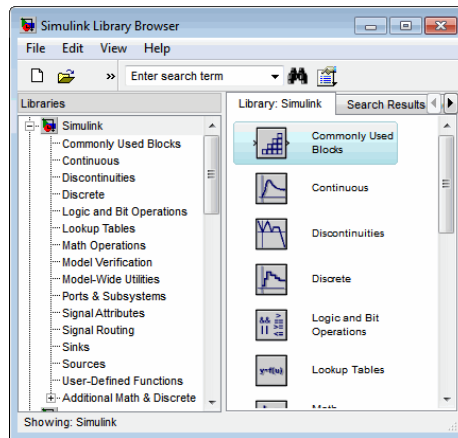 Simulink Library Browser
File Edit View Help
» Enter search term
Libraries
Library: Simulink Search Results
Simulink
Commonly Used Blocks
Continuous
Discontinuities
Discrete
Logic and Bit Operations
Lookup Tables
Math Operations
Model Verification
Model-Wide Utilities
Ports & Subsystems
Signal Attributes
Signal Routing
Sinks
Sources
User-Defined Functions
Additional Math & Discrete
Commonly Used
Blocks
Continuous
Discontinuities
Discrete
&& >=
|| <=
Logic and Bit
Operations
y=f(u)
Lookup Tables
Math
Showing: Simulink